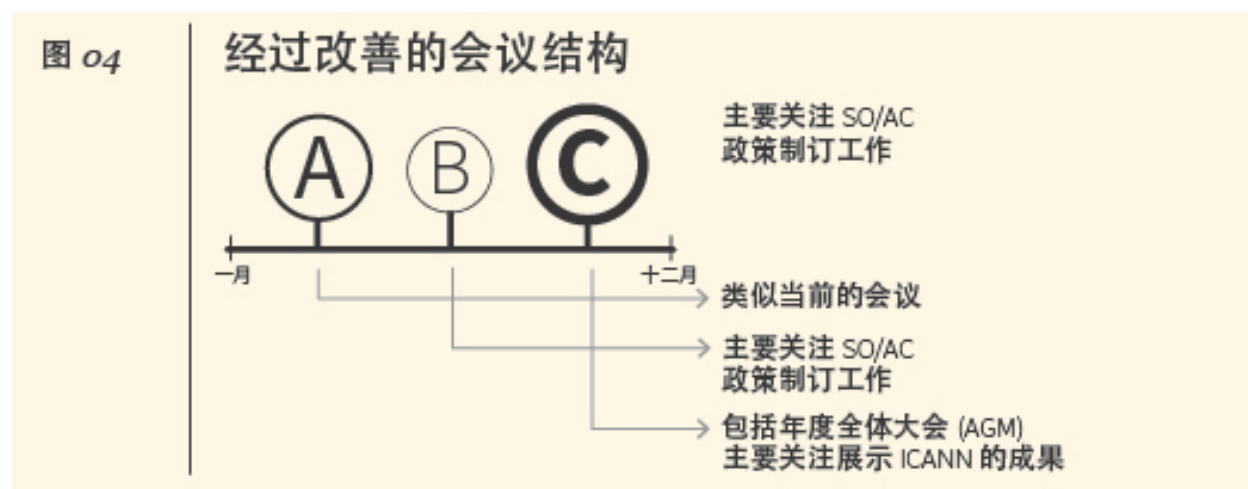 图 04
经过改善的会议结构
主要关注 SO/AC
政策制订工作
A
B
C
一月
十二月
类似当前的会议
主要关注 SO/AC
政策制订工作
包括年度全体大会 (AGM)
主要关注展示 ICANN 的成果